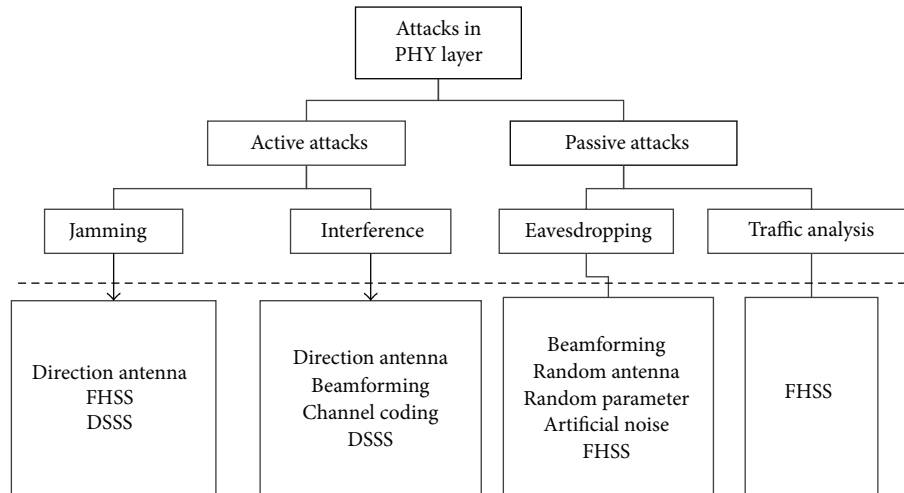 Attacks in
PHY layer
Active attacks
Passive attacks
Jamming
Interference
Eavesdropping
Traffic analysis
Direction antenna
FHSS
DSSS
Direction antenna
Beamforming
Channel coding
DSSS
Beamforming
Random antenna
Random parameter
Artificial noise
FHSS
FHSS